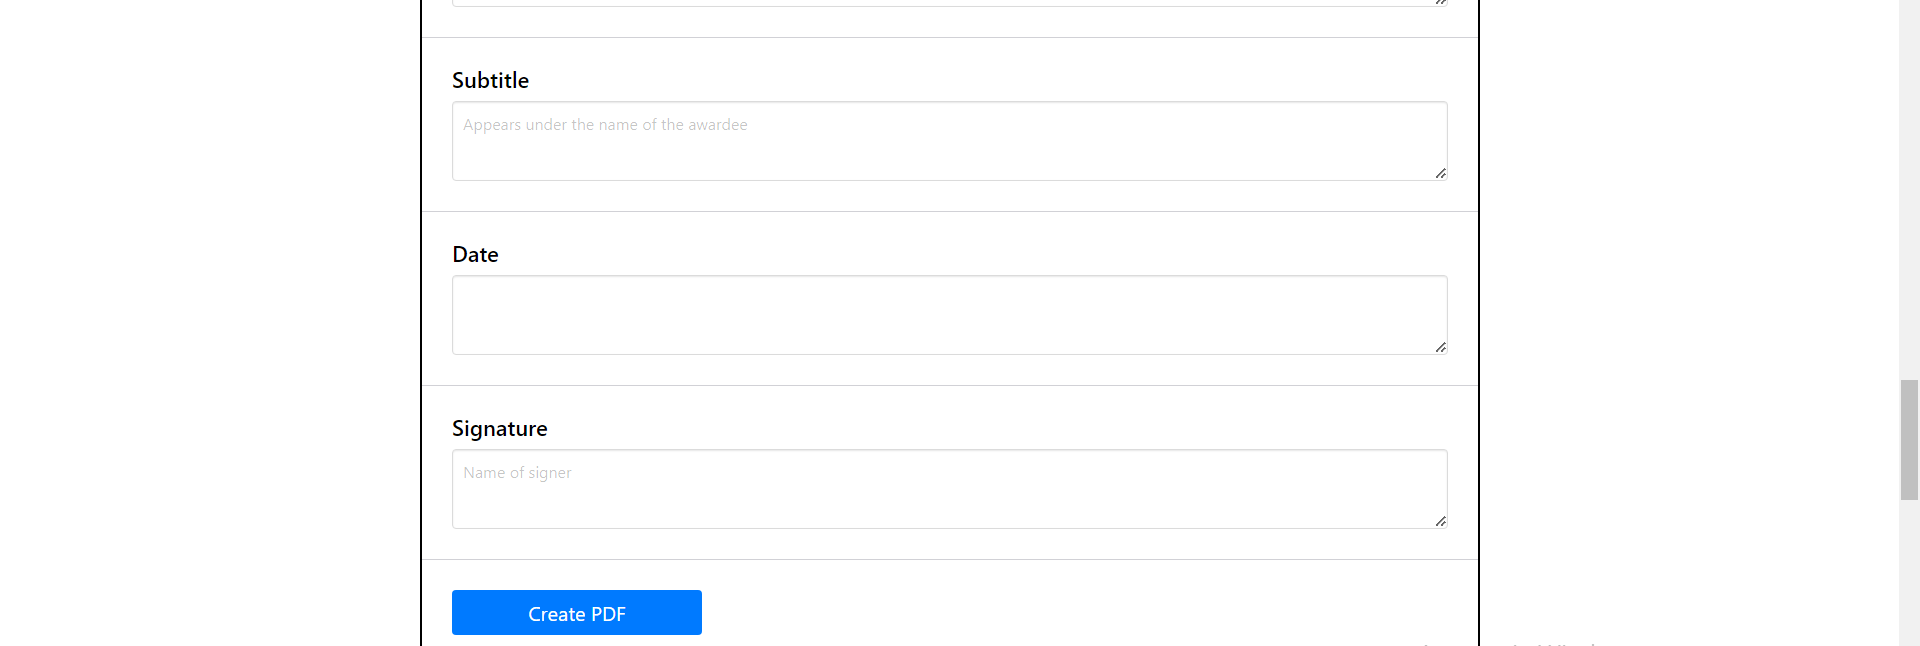 Subtitle
Appears under the name of the awardee
Date
Signature
Name of signer
Create PDF